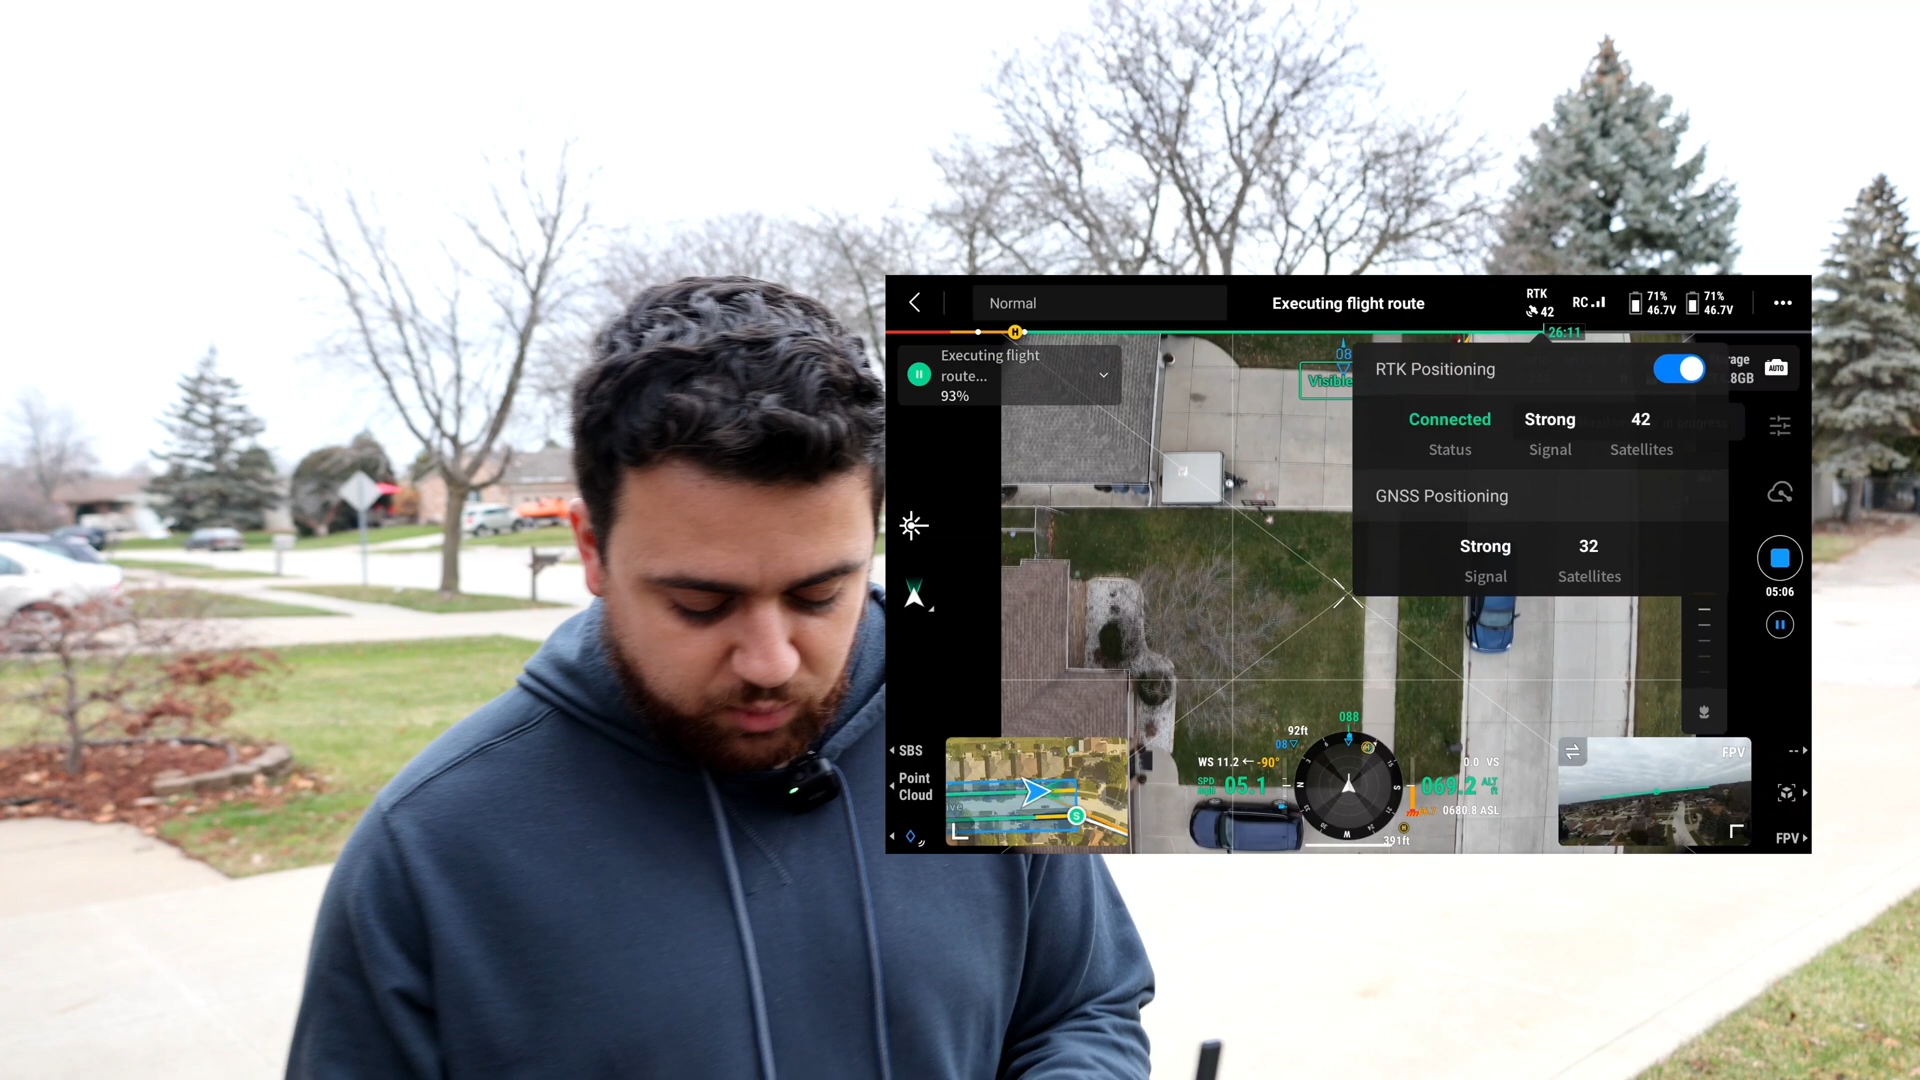 Normal
Executing flight route
RTK
42
RC
71%
46.7V
71%
46.7V
26:11
Executing flight
route...
93%
08
Visible
RTK Positioning
8GB
AUTO
Connected Strong 42
Status Signal Satellites
GNSS Positioning
Strong 32
Signal Satellites
05:06
SBS
Point
Cloud
S
088
92ft
08
WS 11.2 -90°
SPD
05.1
N
S
W
H
0.0 VS
069.2 ALT
ft
0680.8 ASL
391ft
FPV
--
FPV